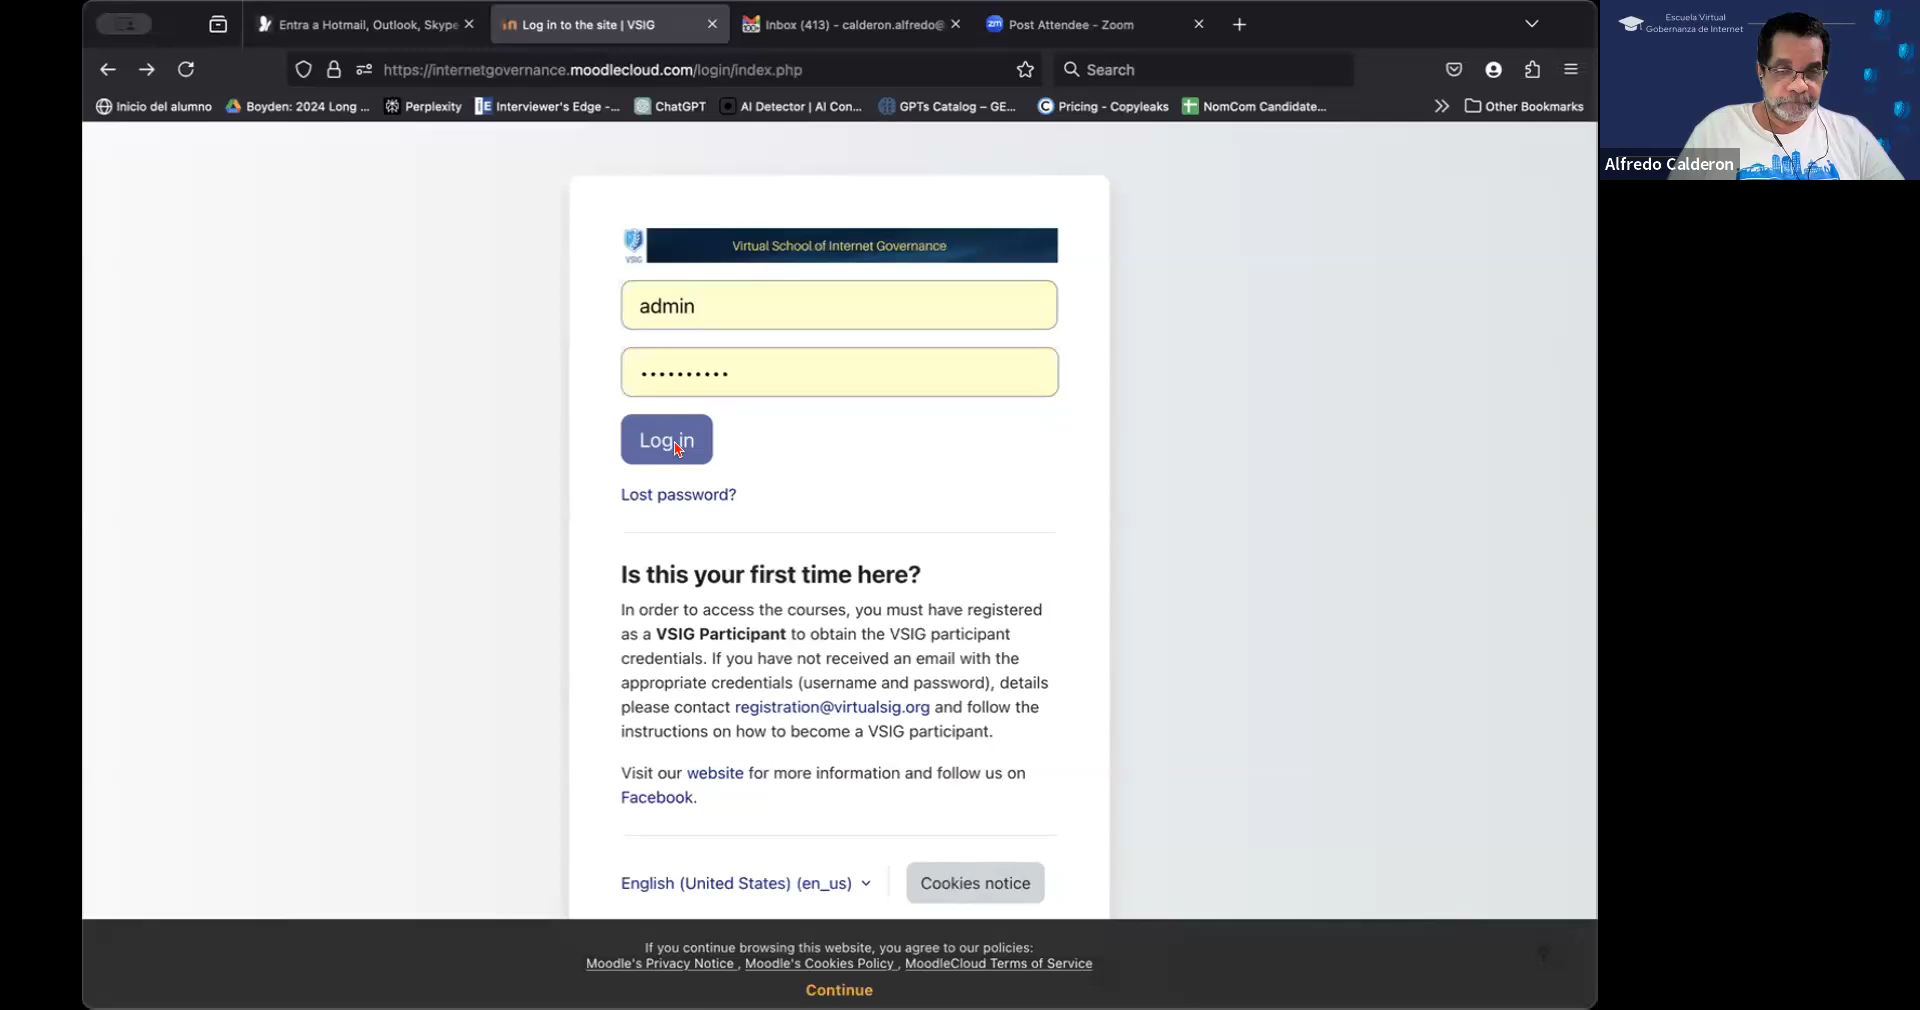 Entra a Hotmail, Outlook, Skype
Log in to the site | VSIG
Inbox (413) - calderon.alfredo@
Post Attendee - Zoom
https://internetgovernance.moodlecloud.com/login/index.php
Search
Inicio del alumno
Boyden: 2024 Long ...
Perplexity
Interviewer's Edge -...
ChatGPT
AI Detector | AI Con...
GPTs Catalog – GE...
Pricing - Copyleaks
NomCom Candidate...
Other Bookmarks
Escuela Virtual
Gobernanza de Internet
Alfredo Calderon
VSIG
Virtual School of Internet Governance
admin
Log in
Lost password?
Is this your first time here?
In order to access the courses, you must have registered
as a VSIG Participant to obtain the VSIG participant
credentials. If you have not received an email with the
appropriate credentials (username and password), details
please contact registration@virtualsig.org and follow the
instructions on how to become a VSIG participant.
Visit our website for more information and follow us on
Facebook.
English (United States) (en_us)
Cookies notice
If you continue browsing this website, you agree to our policies:
Moodle's Privacy Notice , Moodle's Cookies Policy , MoodleCloud Terms of Service
Continue